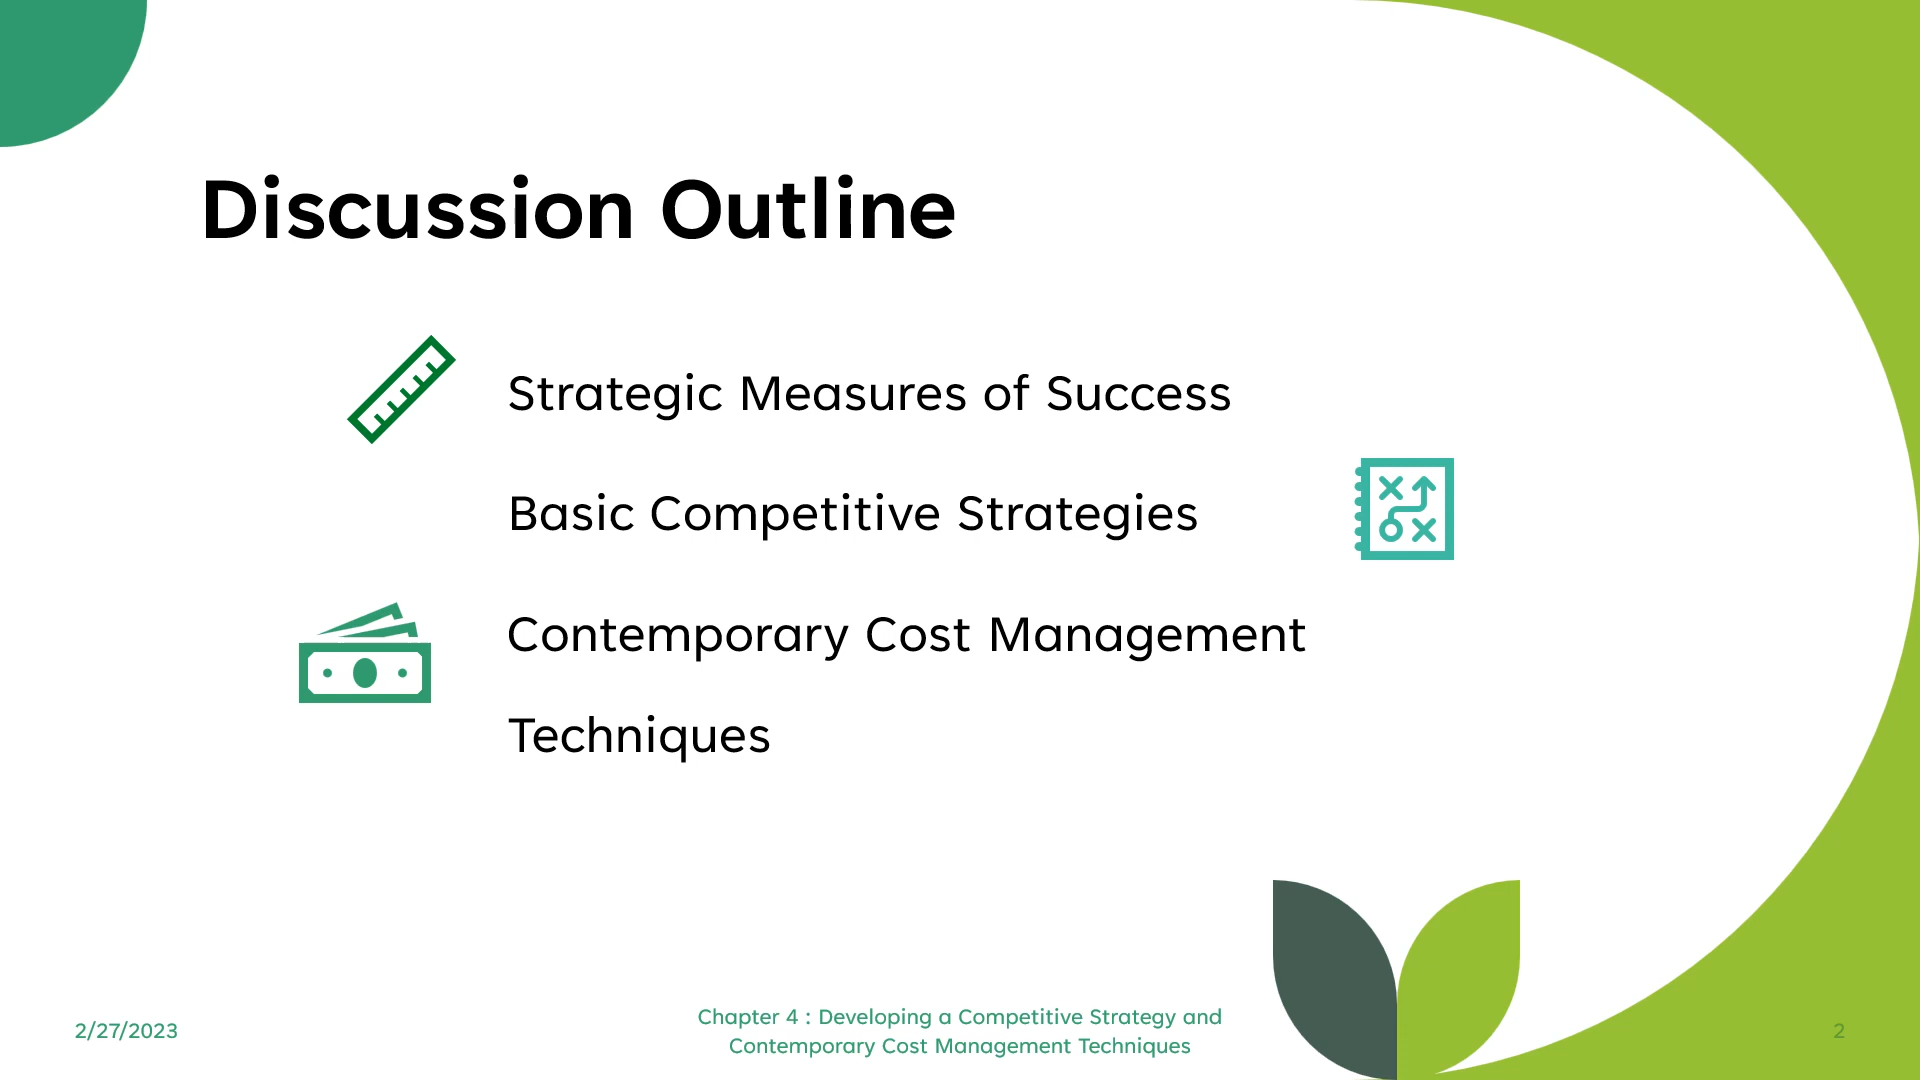 Discussion Outline
Strategic Measures of Success
Basic Competitive Strategies
Contemporary Cost Management
Techniques
2/27/2023
Chapter 4 : Developing a Competitive Strategy and
Contemporary Cost Management Techniques
2